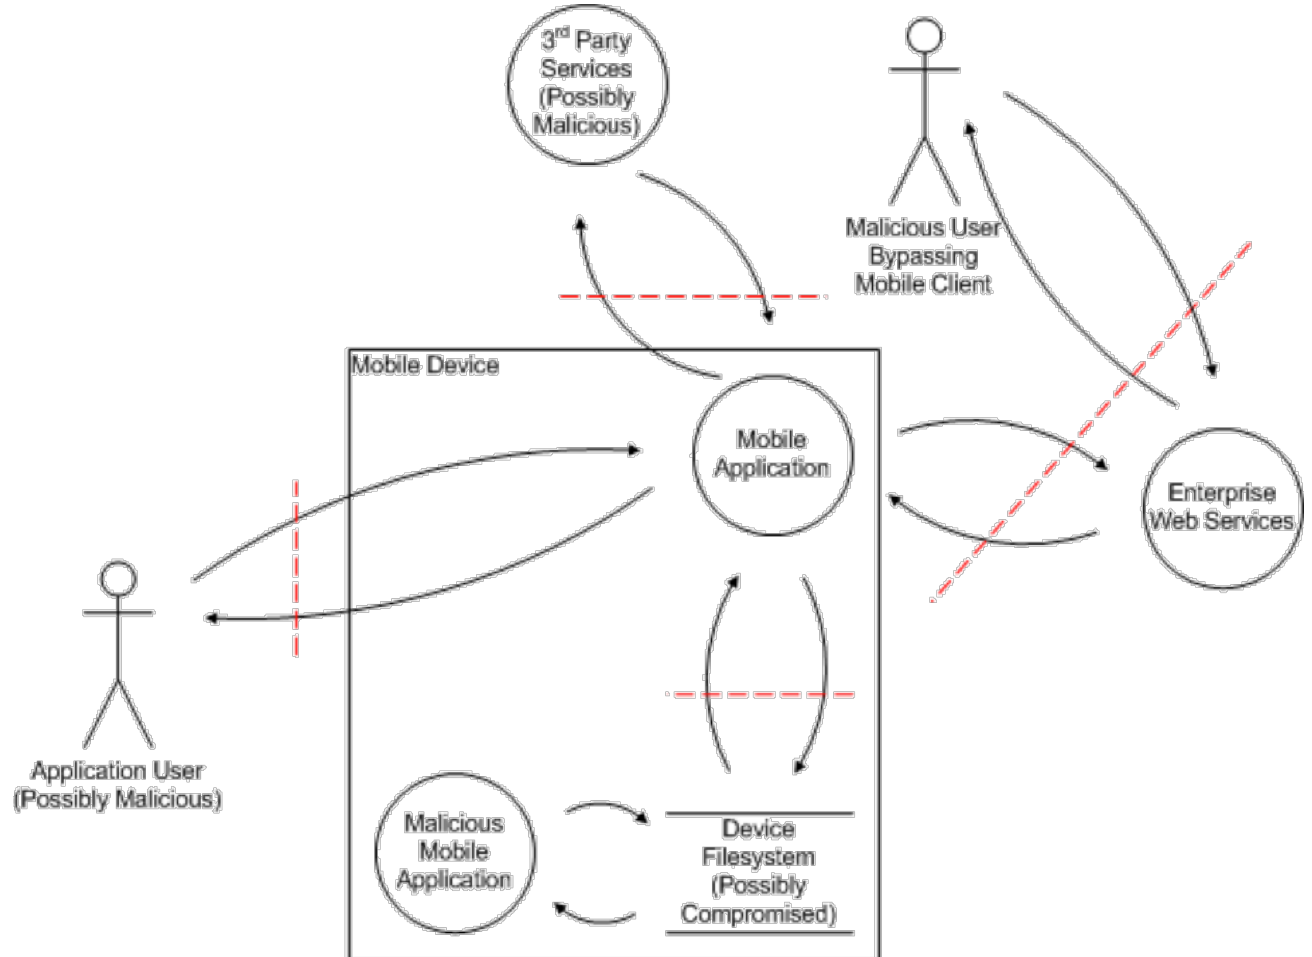 3rd Party
Services
(Possibly
Malicious)
Malicious User
Bypassing
Mobile Client
Mobile Device
Mobile
Application
Enterprise
Web Services
Application User
(Possibly Malicious)
Malicious
Mobile
Application
Device
Filesystem
(Possibly
Compromised)